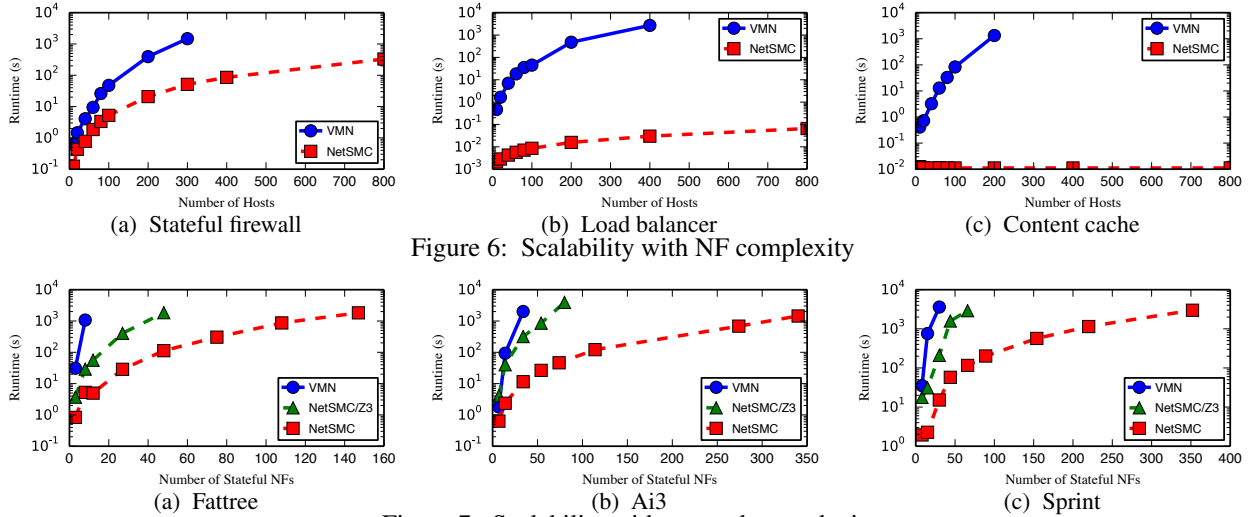 10^4
10^3
10^2
10^1
10^0
10^-1
Runtime (s)
0 100 200 300 400 500 600 700 800
Number of Hosts
VMN
NetSMC
(a) Stateful firewall
10^4
10^3
10^2
10^1
10^0
10^-1
10^-2
10^-3
Runtime (s)
0 100 200 300 400 500 600 700 800
Number of Hosts
VMN
NetSMC
(b) Load balancer
10^4
10^3
10^2
10^1
10^0
10^-1
10^-2
Runtime (s)
0 100 200 300 400 500 600 700 800
Number of Hosts
VMN
NetSMC
(c) Content cache
Figure 6: Scalability with NF complexity
10^4
10^3
10^2
10^1
10^0
10^-1
Runtime (s)
0 20 40 60 80 100 120 140 160
Number of Stateful NFs
VMN
NetSMC/Z3
NetSMC
(a) Fattree
10^4
10^3
10^2
10^1
10^0
10^-1
Runtime (s)
0 50 100 150 200 250 300 350
Number of Stateful NFs
VMN
NetSMC/Z3
NetSMC
(b) Ai3
10^4
10^3
10^2
10^1
10^0
Runtime (s)
0 50 100 150 200 250 300 350 400
Number of Stateful NFs
VMN
NetSMC/Z3
NetSMC
(c) Sprint